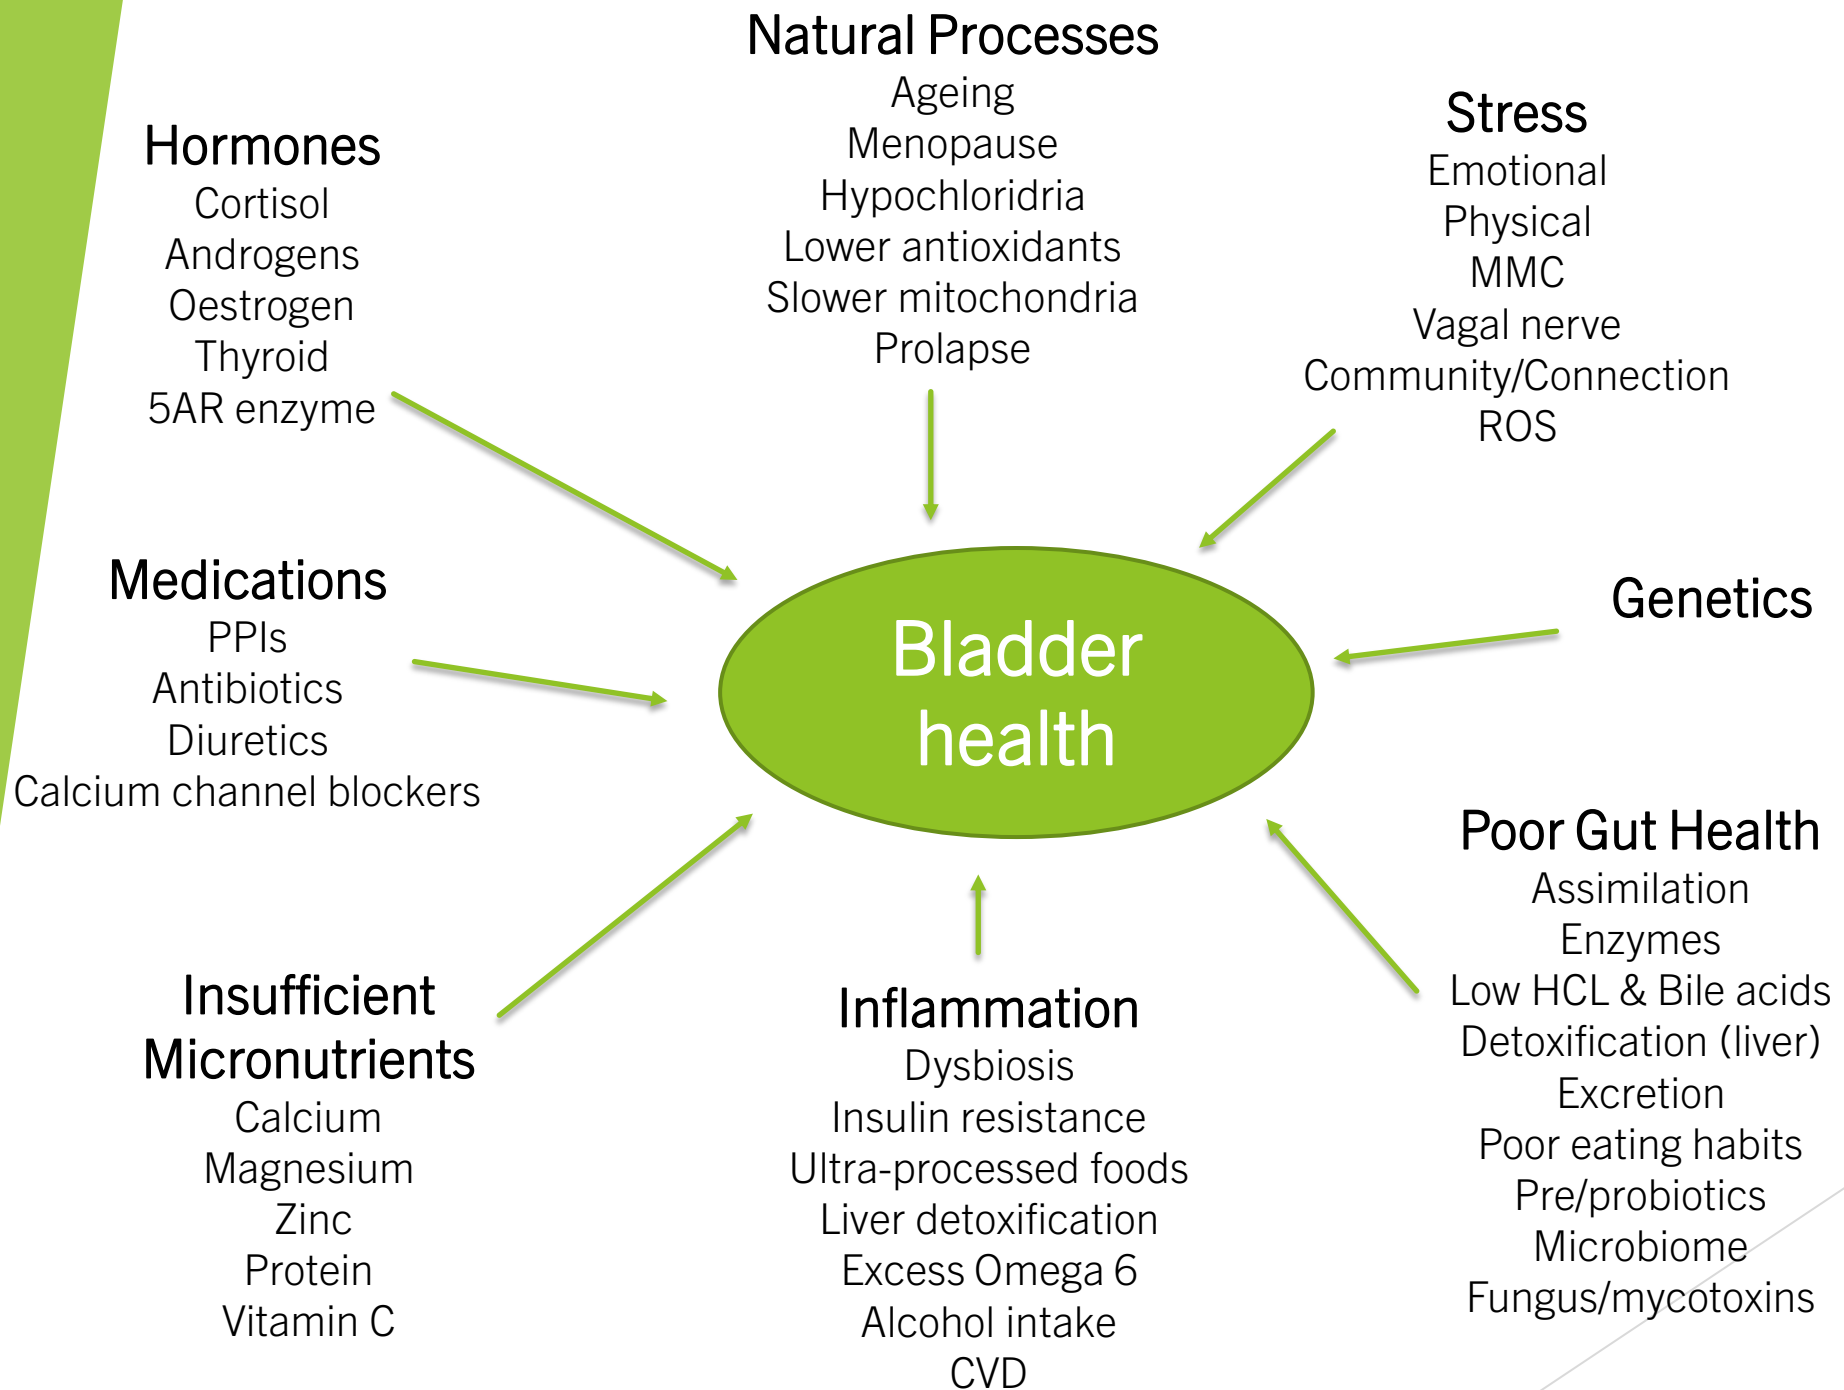 Natural Processes
Ageing
Menopause
Hypochloridria
Lower antioxidants
Slower mitochondria
Prolapse
Hormones
Cortisol
Androgens
Oestrogen
Thyroid
5AR enzyme
Stress
Emotional
Physical
MMC
Vagal nerve
Community/Connection
ROS
Medications
PPIs
Antibiotics
Diuretics
Calcium channel blockers
Bladder
health
Genetics
Insufficient
Micronutrients
Calcium
Magnesium
Zinc
Protein
Vitamin C
Inflammation
Dysbiosis
Insulin resistance
Ultra-processed foods
Liver detoxification
Excess Omega 6
Alcohol intake
CVD
Poor Gut Health
Assimilation
Enzymes
Low HCL & Bile acids
Detoxification (liver)
Excretion
Poor eating habits
Pre/probiotics
Microbiome
Fungus/mycotoxins